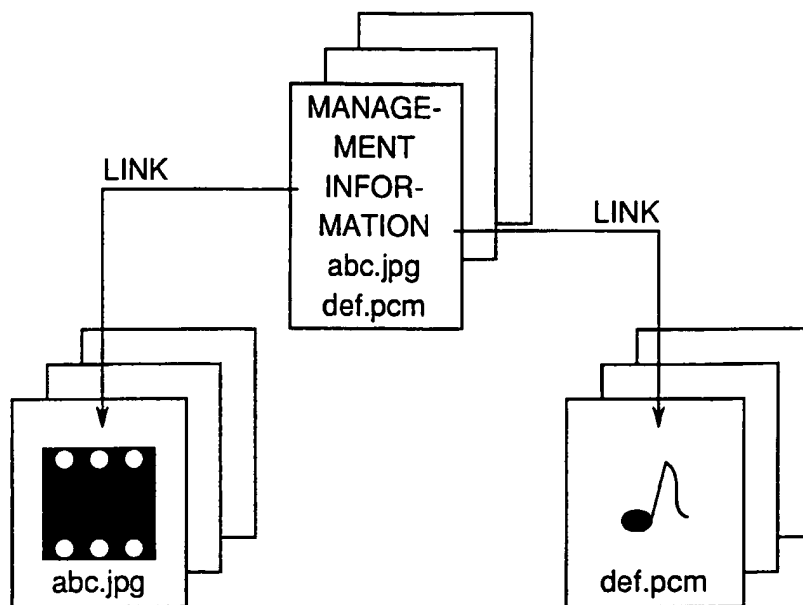 MANAGE-
MENT
INFOR-
MATION
abc.jpg
def.pcm
LINK
LINK
abc.jpg
def.pcm